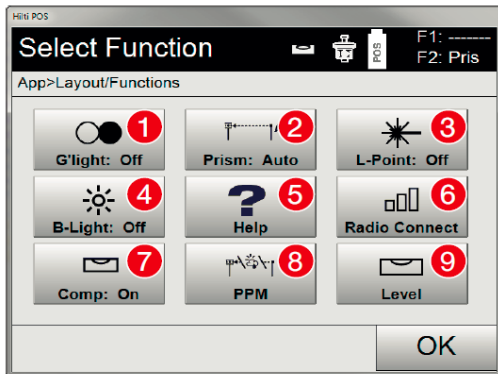 Hilti POS
Select Function
POS
F1: -------
F2: Pris
App>Layout/Functions
1
G'light: Off
2
Prism: Auto
3
L-Point: Off
4
B-Light: Off
?
5
Help
6
Radio Connect
7
Comp: On
8
PPM
9
Level
OK